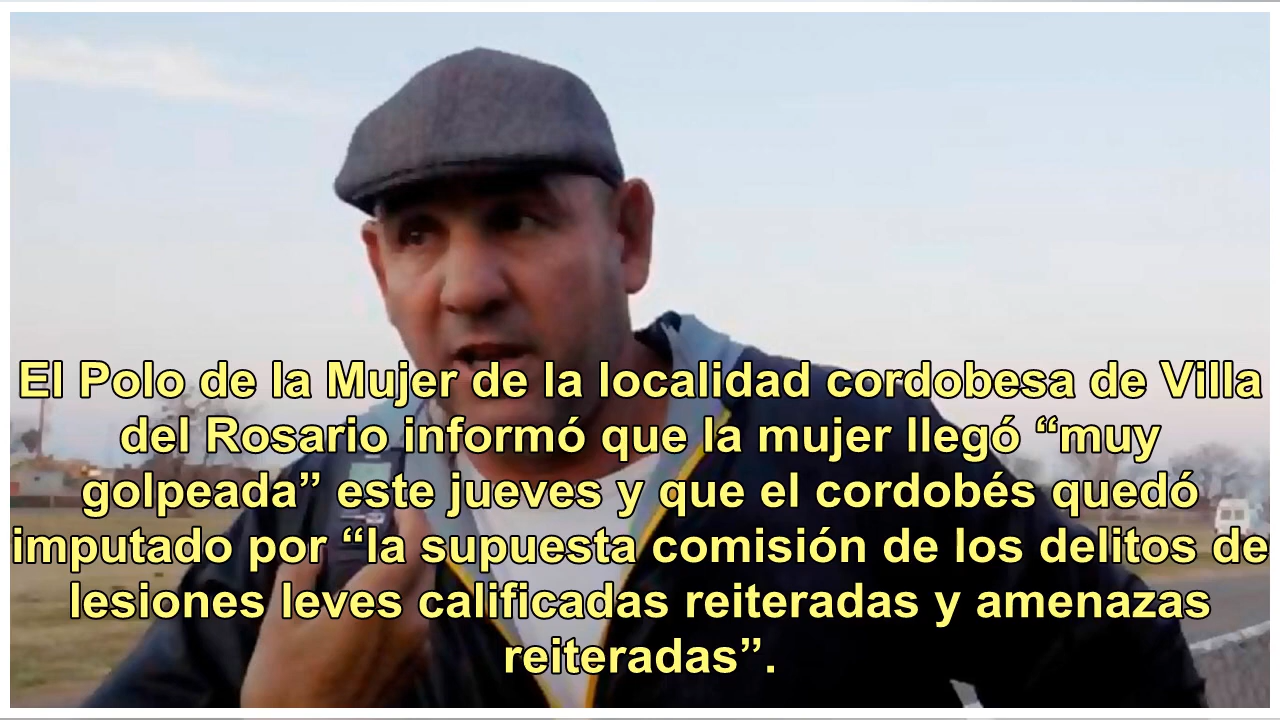 El Polo de la Mujer de la localidad cordobesa de Villa
del Rosario informó que la mujer llegó “muy
golpeada” este jueves y que el cordobés quedó
imputado por “la supuesta comisión de los delitos de
lesiones leves calificadas reiteradas y amenazas
reiteradas”.